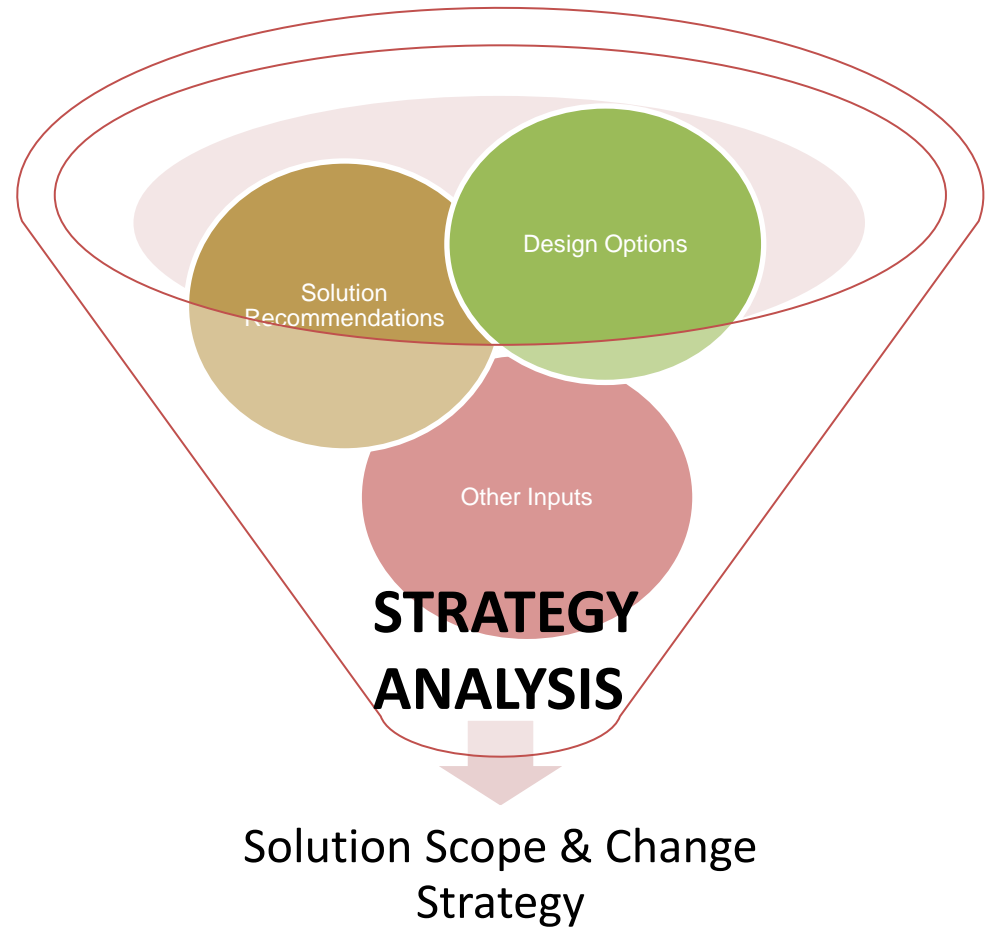 Design Options
Solution
Recommendations
Other Inputs
STRATEGY
ANALYSIS
Solution Scope & Change
Strategy